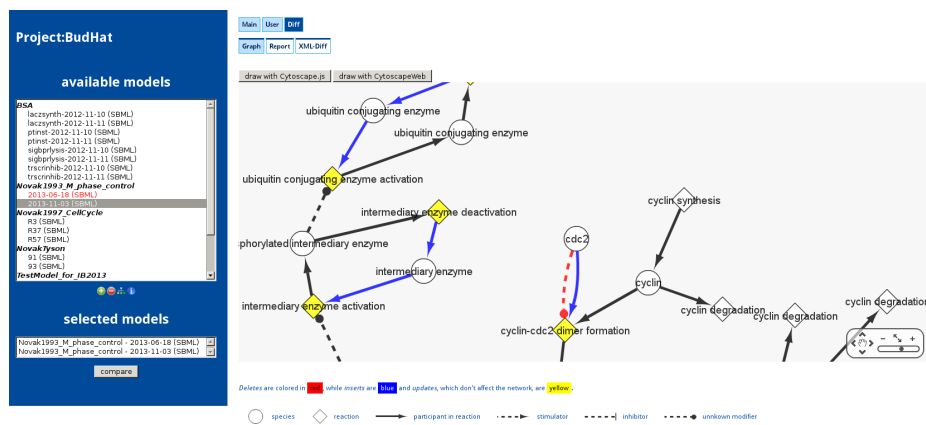 Project:BudHat
available models
BSA
laczsynth-2012-11-10 (SBML)
laczsynth-2012-11-11 (SBML)
ptinst-2012-11-10 (SBML)
ptinst-2012-11-11 (SBML)
sigbprlysis-2012-11-10 (SBML)
sigbprlysis-2012-11-11 (SBML)
trscrinhib-2012-11-10 (SBML)
trscrinhib-2012-11-11 (SBML)
Novak1993_M_phase_control
2013-06-18 (SBML)
2013-11-03 (SBML)
Novak1997_CellCycle
R3 (SBML)
R37 (SBML)
R57 (SBML)
NovakTyson
91 (SBML)
93 (SBML)
TestModel_for_IB2013
selected models
Novak1993_M_phase_control - 2013-06-18 (SBML)
Novak1993_M_phase_control - 2013-11-03 (SBML)
compare
Main User Diff
Graph Report XML-Diff
draw with Cytoscape.js draw with CytoscapeWeb
ubiquitin conjugating enzyme
ubiquitin conjugating enzyme
ubiquitin conjugating enzyme activation
intermediary enzyme deactivation
cyclin synthesis
phorylated intermediary enzyme
cdc2
intermediary enzyme
cyclin
intermediary enzyme activation
cyclin degradation
cyclin degradation
cyclin degradation
cyclin-cdc2 dimer formation
Deletes are colored in red, while inserts are blue and updates, which don't affect the network, are yellow.
species reaction participant in reaction stimulator inhibitor unnkown modifier